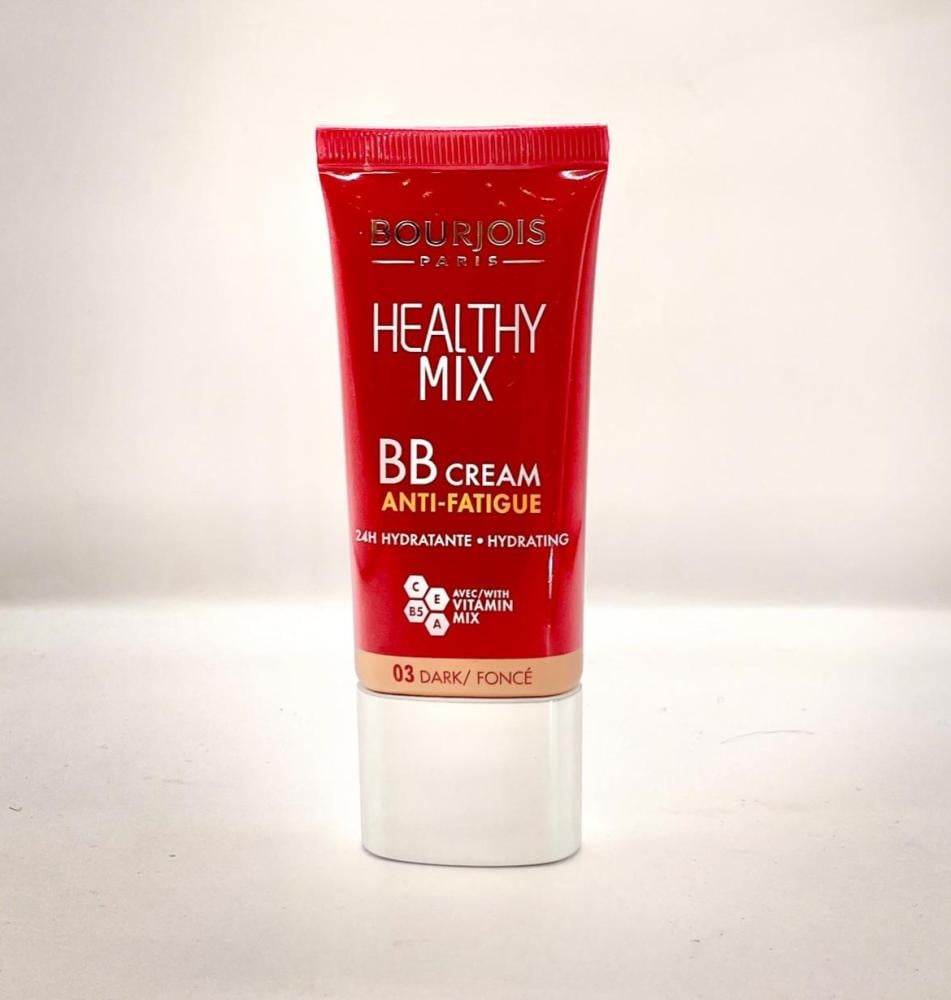 BOURJOIS
PARIS
HEALTHY
MIX
BB CREAM
ANTI-FATIGUE
24H HYDRATANTE • HYDRATING
C
E
B5
A
AVEC/WITH
VITAMIN
MIX
03 DARK/ FONCÉ